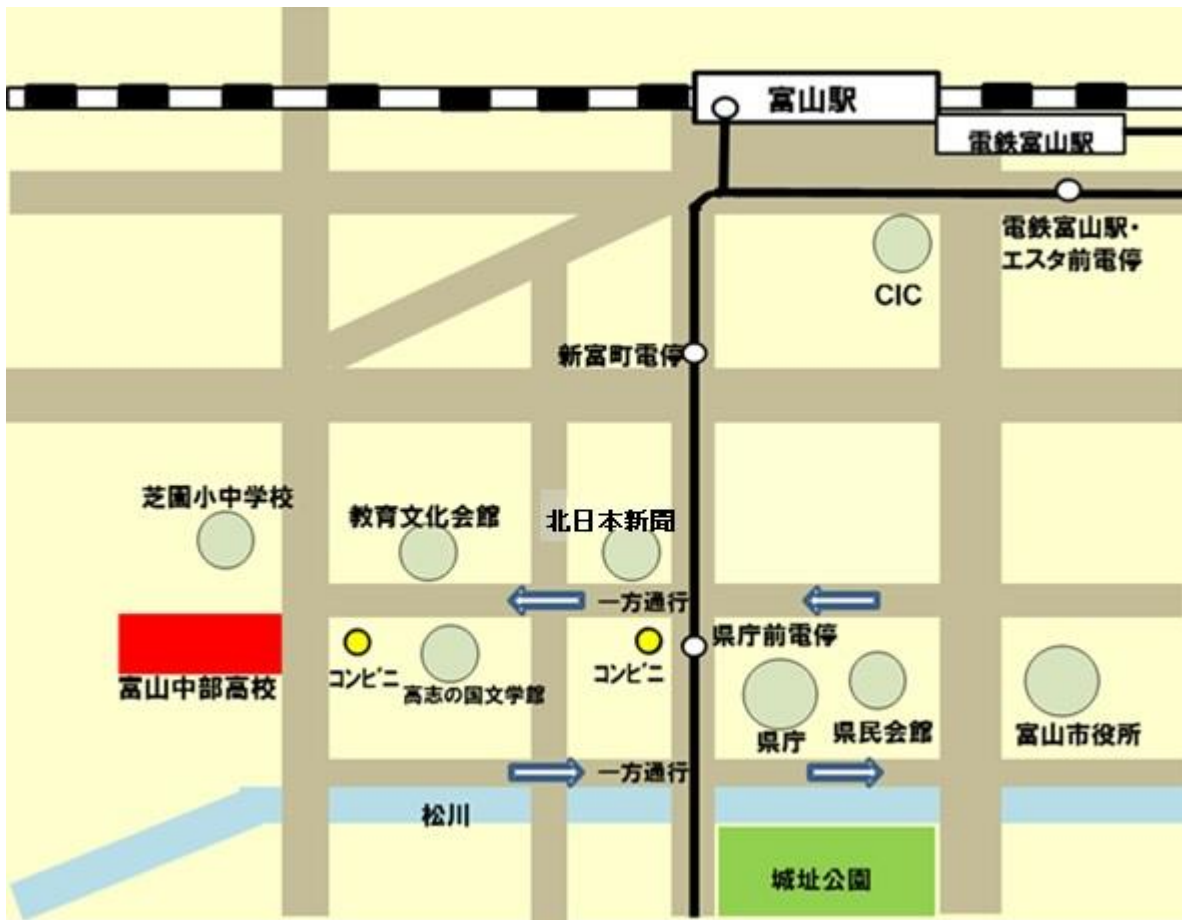 富山駅
電鉄富山駅
電鉄富山駅・
エスタ前電停
CIC
新富町電停
芝園小中学校
教育文化会館
北日本新聞
一方通行
県庁前電停
コンビニ
コンビニ
富山中部高校
高志の国文学館
県庁
県民会館
富山市役所
一方通行
松川
城址公園